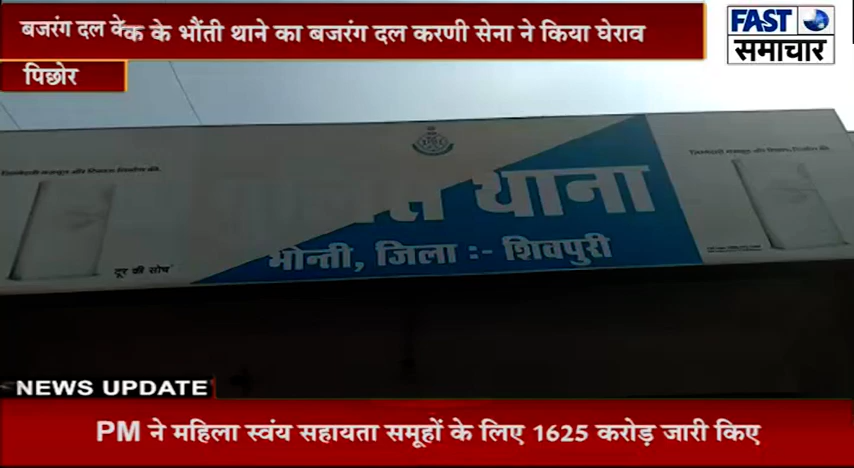 बजरंग दल के भौंती थाने का बजरंग दल करणी सेना ने किया घेराव
FAST
समाचार
पिछोर
थाना
भोन्ती, जिला :- शिवपुरी
दूर की सोच
NEWS UPDATE
PM ने महिला स्वंय सहायता समूहों के लिए 1625 करोड़ जारी किए